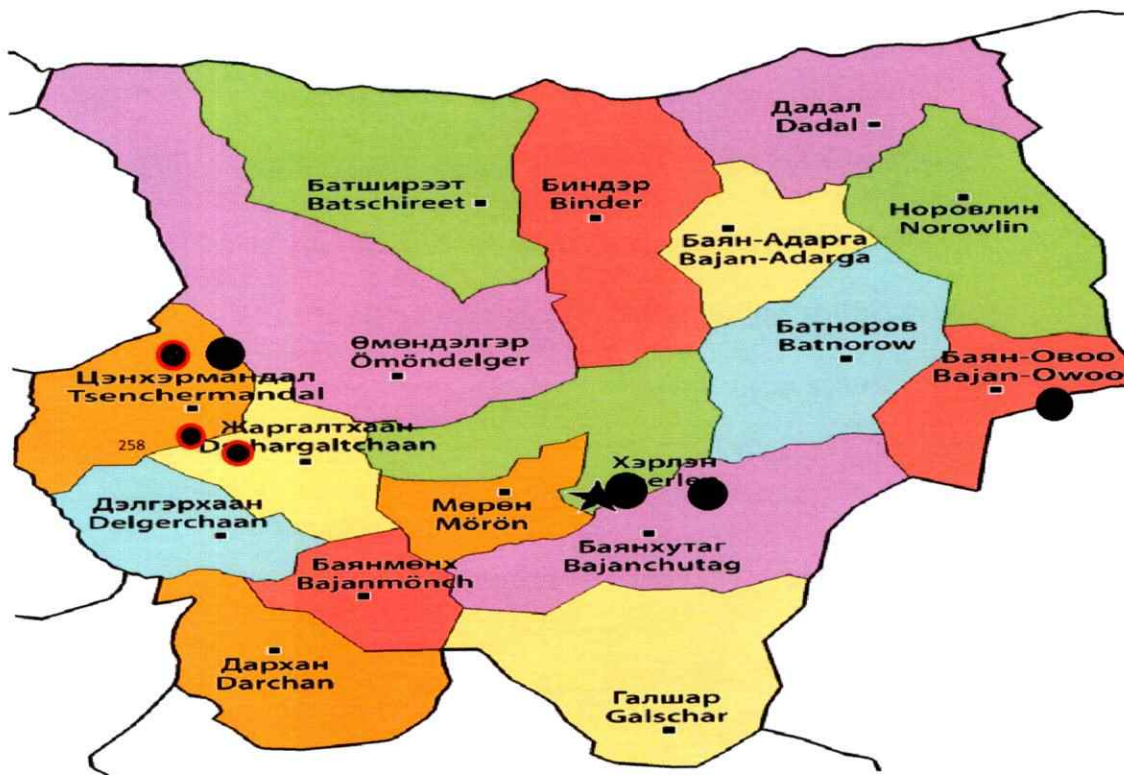 Дадал
Dadal
Батширээт
Batschireet
Биндэр
Binder
Норовлин
Norowlin
Баян-Адарга
Bajan-Adarga
Өмөндэлгэр
Ömöndelger
Батноров
Batnorow
Баян-Овоо
Bajan-Owoo
Цэнхэрмандал
Tsenchermandal
258
Жаргалтхаан
Хэрлэн
Мөрөн
Mörön
Дэлгэрхаан
Delgerchaan
Баянхутаг
Bajanchutag
Баянмөнх
Bajanmönch
Дархан
Darchan
Галшар
Galschar